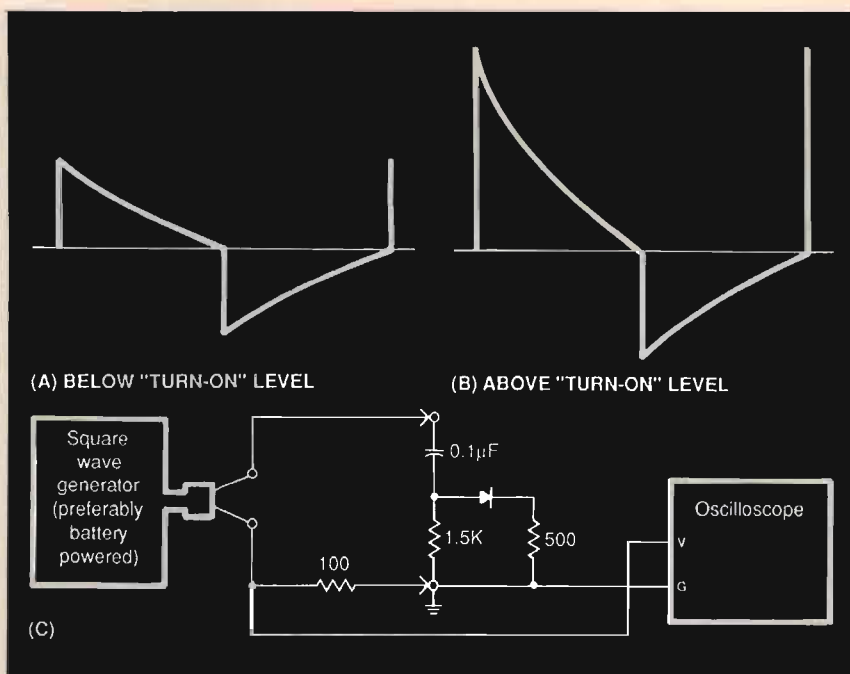 (A) BELOW "TURN-ON" LEVEL
(B) ABOVE "TURN-ON" LEVEL
Square
wave
generator
(preferably
battery
powered)
0.1µF
1.5K
500
100
Oscilloscope
V
G
(C)